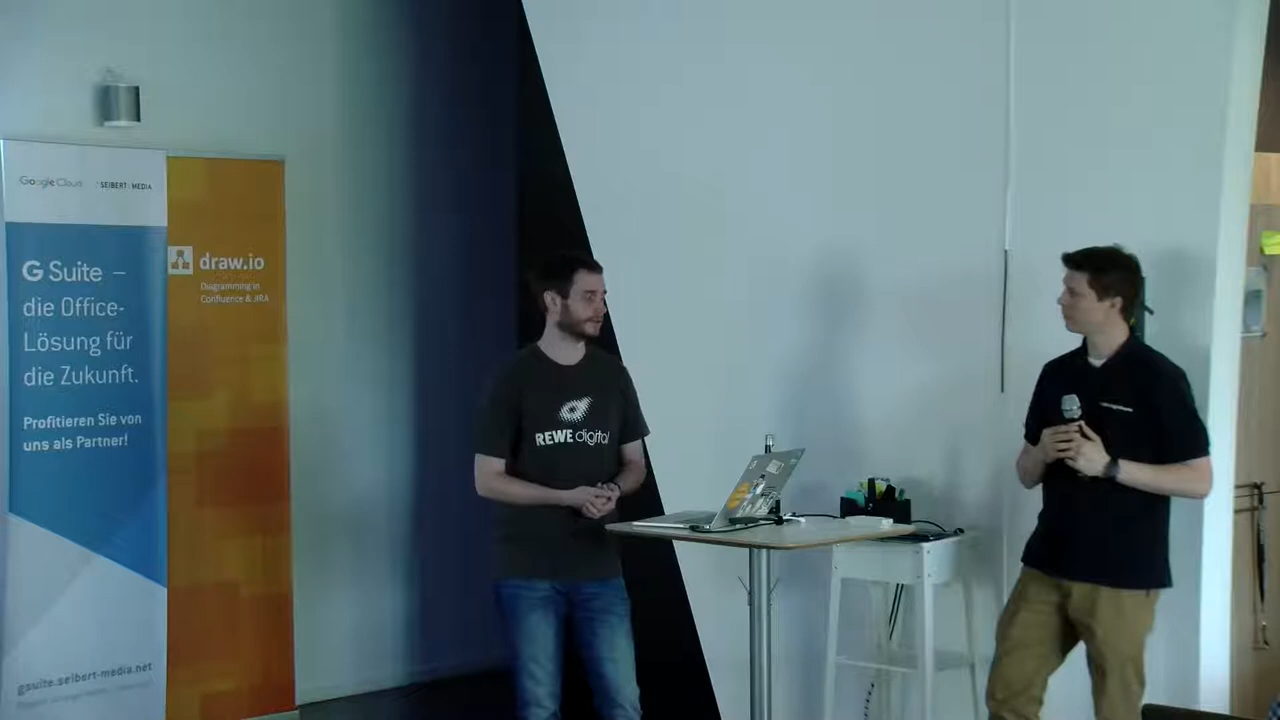 Google Cloud
//SEIBERT/MEDIA
G Suite –
die Office-
Lösung für
die Zukunft.
Profitieren Sie von
uns als Partner!
gsuite.seibert-media.net
draw.io
Diagramming in
Confluence & JIRA
REWE digital